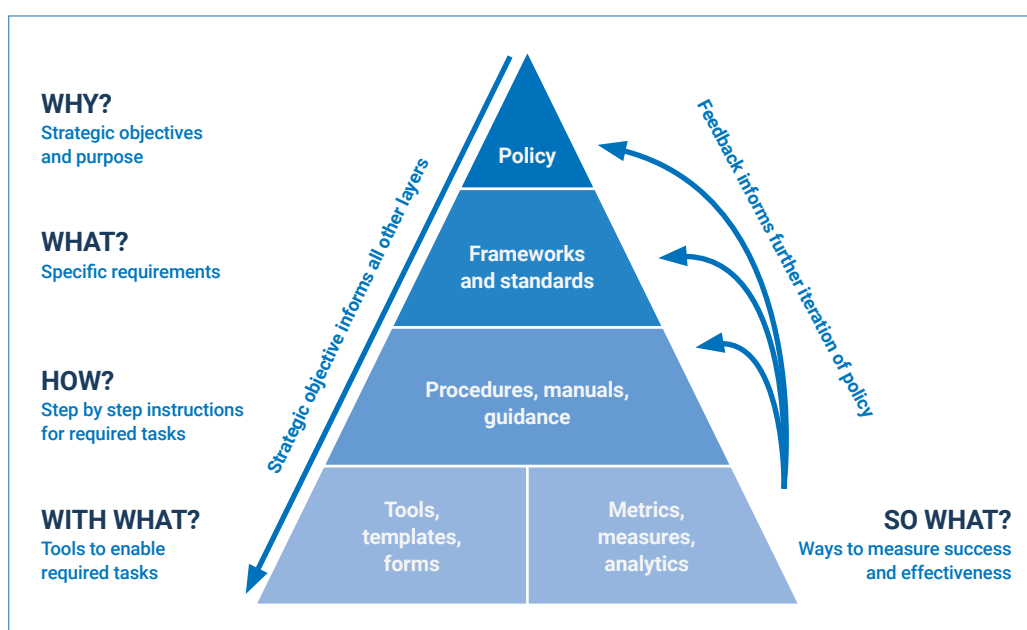 WHY?
Strategic objectives
and purpose
WHAT?
Specific requirements
HOW?
Step by step instructions
for required tasks
WITH WHAT?
Tools to enable
required tasks
Strategic objective informs all other layers
Policy
Frameworks
and standards
Procedures, manuals,
guidance
Tools,
templates,
forms
Metrics,
measures,
analytics
Feedback informs further iteration of policy
SO WHAT?
Ways to measure success
and effectiveness